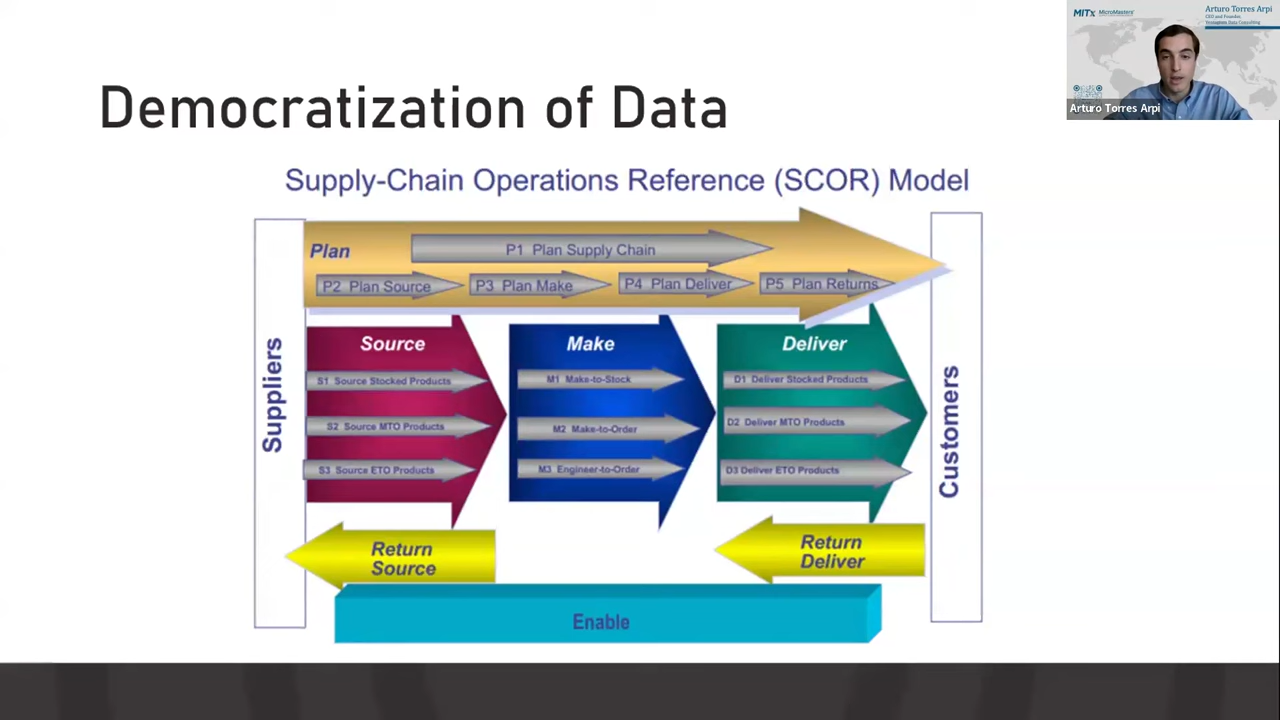 Democratization of Data
Supply-Chain Operations Reference (SCOR) Model
Plan
P1 Plan Supply Chain
P2 Plan Source
P3 Plan Make
P4 Plan Deliver
P5 Plan Returns
Suppliers
Source
S1 Source Stocked Products
S2 Source MTO Products
S3 Source ETO Products
Make
M1 Make-to-Stock
M2 Make-to-Order
M3 Engineer-to-Order
Deliver
D1 Deliver Stocked Products
D2 Deliver MTO Products
D3 Deliver ETO Products
Customers
Return
Source
Return
Deliver
Enable
MITx MicroMasters
Arturo Torres Arpi
CEO and Founder
Arturo Torres Arpi